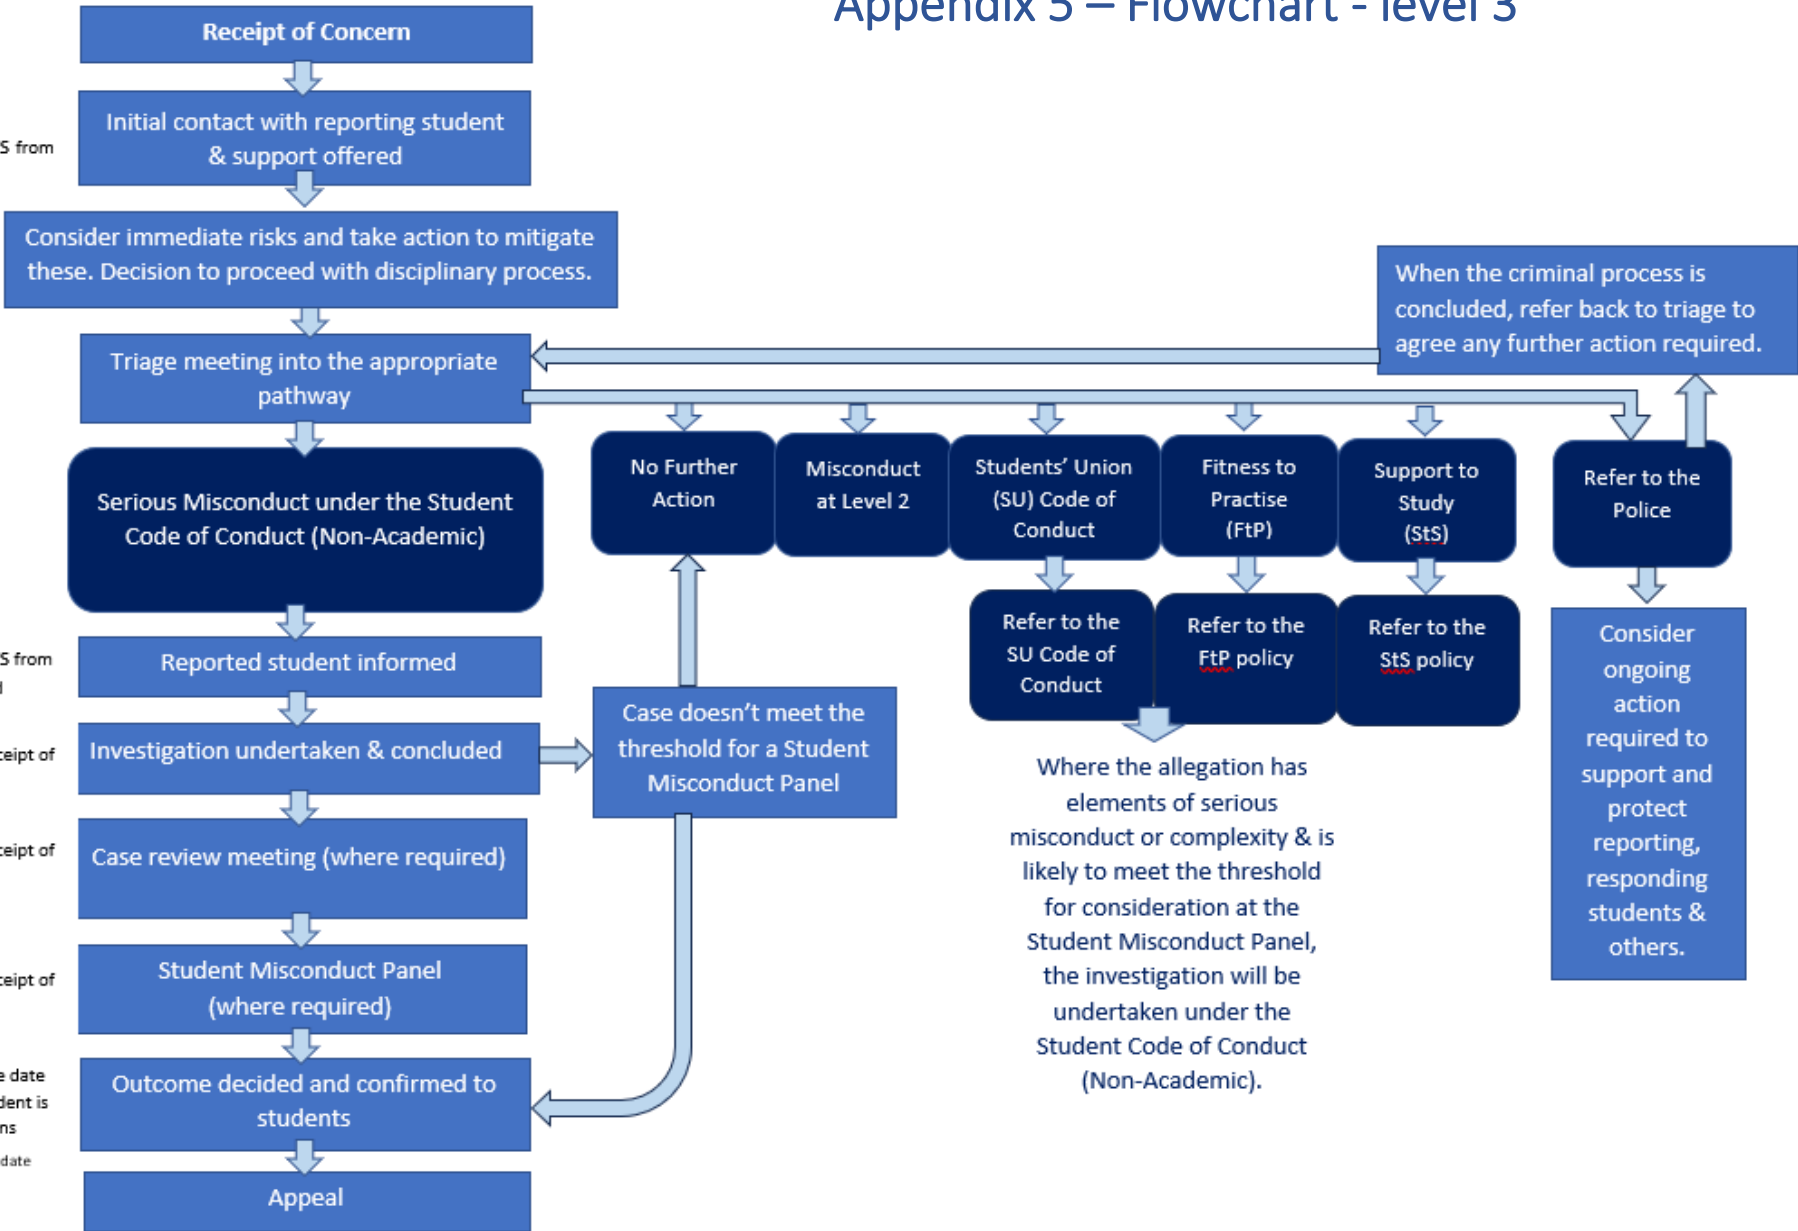 Appendix 5 – Flowchart - level 3
Receipt of Concern
Initial contact with reporting student
& support offered
S from
Consider immediate risks and take action to mitigate
these. Decision to proceed with disciplinary process.
When the criminal process is
concluded, refer back to triage to
agree any further action required.
Triage meeting into the appropriate
pathway
Serious Misconduct under the Student
Code of Conduct (Non-Academic)
No Further
Action
Misconduct
at Level 2
Students’ Union
(SU) Code of
Conduct
Fitness to
Practise
(FtP)
Support to
Study
(StS)
Refer to the
Police
Refer to the
SU Code of
Conduct
Refer to the
FtP policy
Refer to the
StS policy
Consider
ongoing
action
required to
support and
protect
reporting,
responding
students &
others.
S from
Reported student informed
Investigation undertaken & concluded
eipt of
Case doesn’t meet the
threshold for a Student
Misconduct Panel
Where the allegation has
elements of serious
misconduct or complexity & is
likely to meet the threshold
for consideration at the
Student Misconduct Panel,
the investigation will be
undertaken under the
Student Code of Conduct
(Non-Academic).
eipt of
Case review meeting (where required)
eipt of
Student Misconduct Panel
(where required)
e date
dent is
ns
date
Outcome decided and confirmed to
students
Appeal